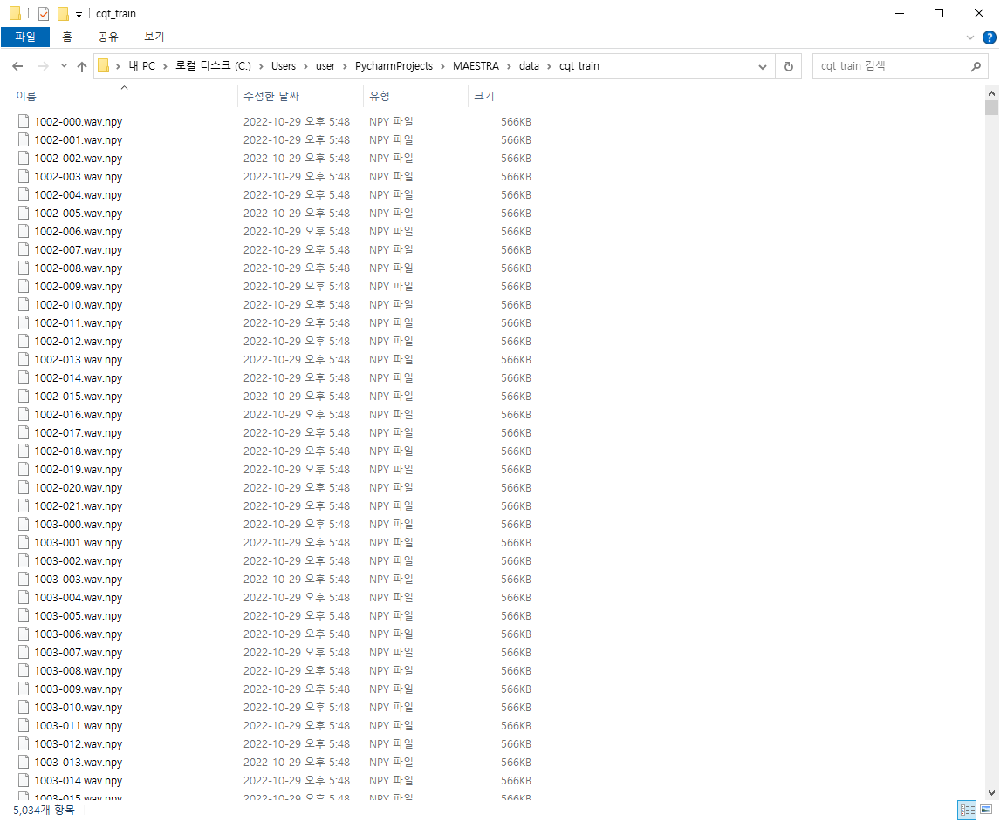 cqt_train
파일 홈 공유 보기
내 PC 로컬 디스크 (C:) Users user PycharmProjects MAESTRA data cqt_train cqt_train 검색
이름 수정한 날짜 유형 크기
1002-000.wav.npy 2022-10-29 오후 5:48 NPY 파일 566KB
1002-001.wav.npy 2022-10-29 오후 5:48 NPY 파일 566KB
1002-002.wav.npy 2022-10-29 오후 5:48 NPY 파일 566KB
1002-003.wav.npy 2022-10-29 오후 5:48 NPY 파일 566KB
1002-004.wav.npy 2022-10-29 오후 5:48 NPY 파일 566KB
1002-005.wav.npy 2022-10-29 오후 5:48 NPY 파일 566KB
1002-006.wav.npy 2022-10-29 오후 5:48 NPY 파일 566KB
1002-007.wav.npy 2022-10-29 오후 5:48 NPY 파일 566KB
1002-008.wav.npy 2022-10-29 오후 5:48 NPY 파일 566KB
1002-009.wav.npy 2022-10-29 오후 5:48 NPY 파일 566KB
1002-010.wav.npy 2022-10-29 오후 5:48 NPY 파일 566KB
1002-011.wav.npy 2022-10-29 오후 5:48 NPY 파일 566KB
1002-012.wav.npy 2022-10-29 오후 5:48 NPY 파일 566KB
1002-013.wav.npy 2022-10-29 오후 5:48 NPY 파일 566KB
1002-014.wav.npy 2022-10-29 오후 5:48 NPY 파일 566KB
1002-015.wav.npy 2022-10-29 오후 5:48 NPY 파일 566KB
1002-016.wav.npy 2022-10-29 오후 5:48 NPY 파일 566KB
1002-017.wav.npy 2022-10-29 오후 5:48 NPY 파일 566KB
1002-018.wav.npy 2022-10-29 오후 5:48 NPY 파일 566KB
1002-019.wav.npy 2022-10-29 오후 5:48 NPY 파일 566KB
1002-020.wav.npy 2022-10-29 오후 5:48 NPY 파일 566KB
1002-021.wav.npy 2022-10-29 오후 5:48 NPY 파일 566KB
1003-000.wav.npy 2022-10-29 오후 5:48 NPY 파일 566KB
1003-001.wav.npy 2022-10-29 오후 5:48 NPY 파일 566KB
1003-002.wav.npy 2022-10-29 오후 5:48 NPY 파일 566KB
1003-003.wav.npy 2022-10-29 오후 5:48 NPY 파일 566KB
1003-004.wav.npy 2022-10-29 오후 5:48 NPY 파일 566KB
1003-005.wav.npy 2022-10-29 오후 5:48 NPY 파일 566KB
1003-006.wav.npy 2022-10-29 오후 5:48 NPY 파일 566KB
1003-007.wav.npy 2022-10-29 오후 5:48 NPY 파일 566KB
1003-008.wav.npy 2022-10-29 오후 5:48 NPY 파일 566KB
1003-009.wav.npy 2022-10-29 오후 5:48 NPY 파일 566KB
1003-010.wav.npy 2022-10-29 오후 5:48 NPY 파일 566KB
1003-011.wav.npy 2022-10-29 오후 5:48 NPY 파일 566KB
1003-012.wav.npy 2022-10-29 오후 5:48 NPY 파일 566KB
1003-013.wav.npy 2022-10-29 오후 5:48 NPY 파일 566KB
1003-014.wav.npy 2022-10-29 오후 5:48 NPY 파일 566KB
1003-015.wav.npy 2022-10-29 오후 5:48 NPY 파일 566KB
5,034개 항목